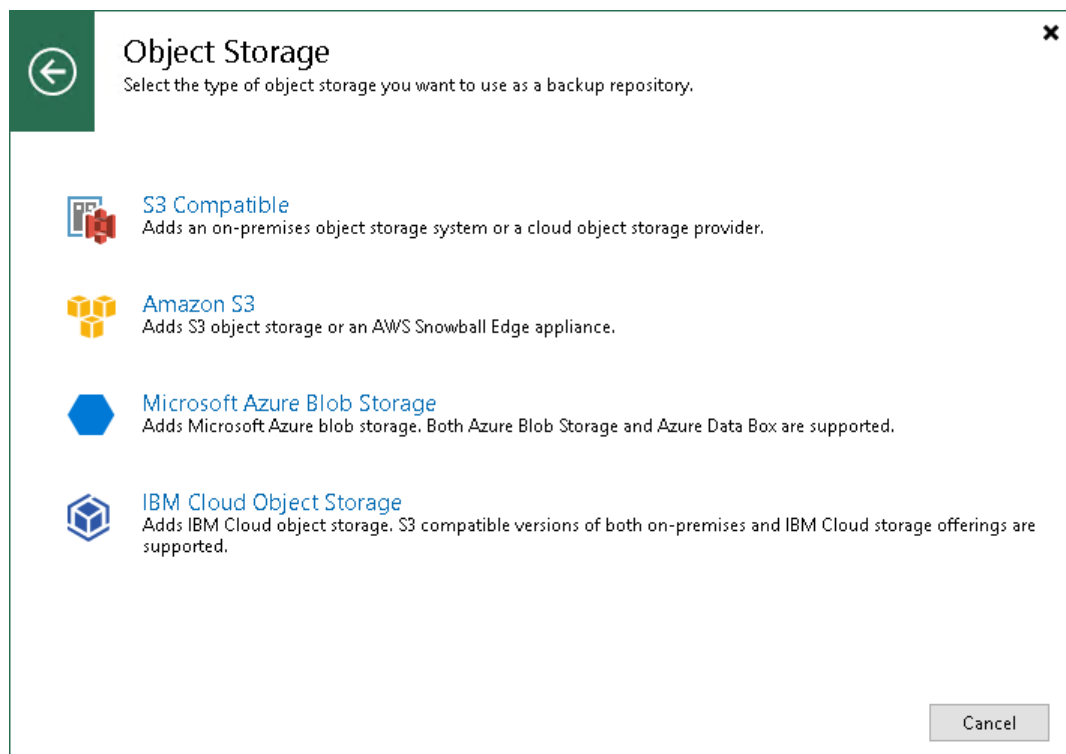 Object Storage
Select the type of object storage you want to use as a backup repository.
S3 Compatible
Adds an on-premises object storage system or a cloud object storage provider.
Amazon S3
Adds S3 object storage or an AWS Snowball Edge appliance.
Microsoft Azure Blob Storage
Adds Microsoft Azure blob storage. Both Azure Blob Storage and Azure Data Box are supported.
IBM Cloud Object Storage
Adds IBM Cloud object storage. S3 compatible versions of both on-premises and IBM Cloud storage offerings are
supported.
Cancel